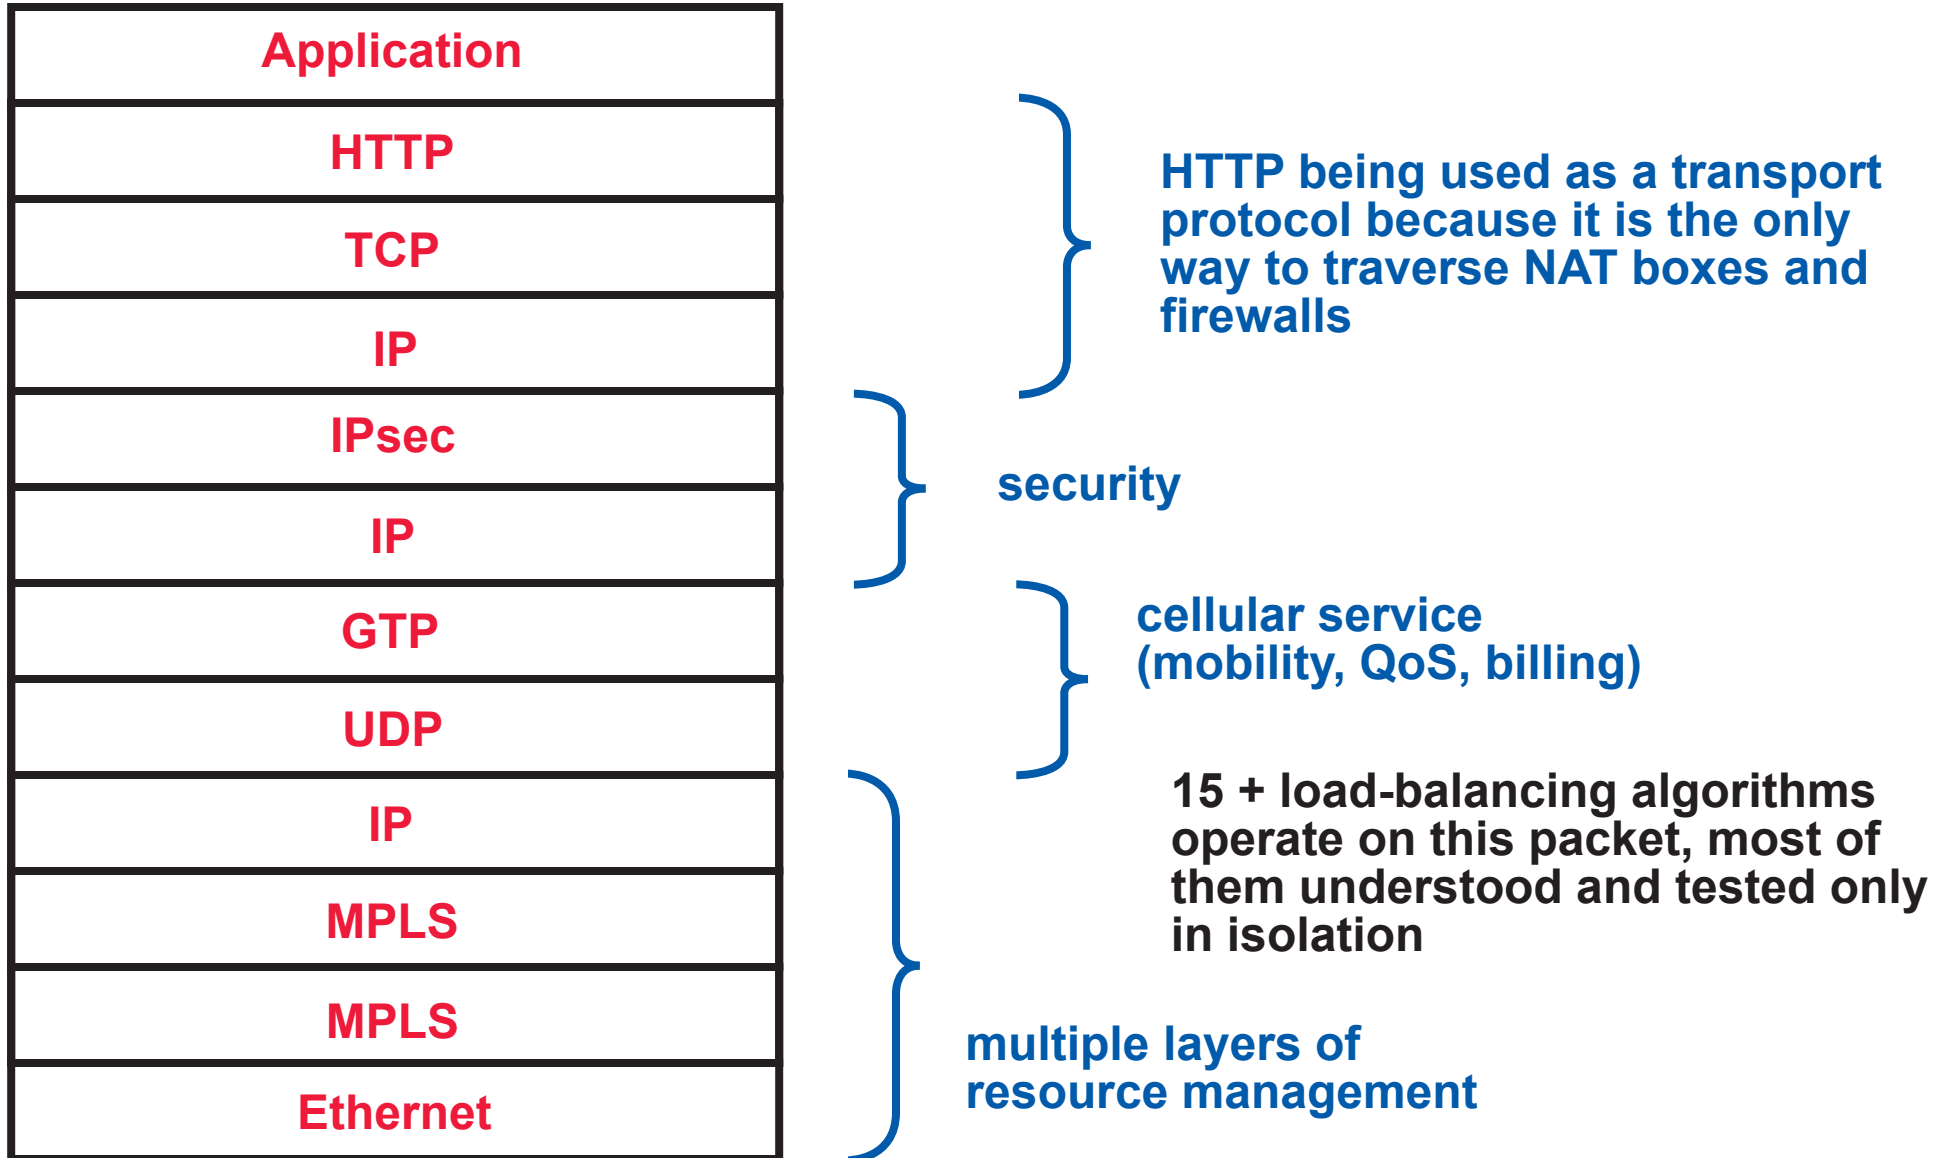 Application
HTTP
TCP
IP
IPsec
IP
GTP
UDP
IP
MPLS
MPLS
Ethernet
HTTP being used as a transport
protocol because it is the only
way to traverse NAT boxes and
firewalls
security
cellular service
(mobility, QoS, billing)
15 + load-balancing algorithms
operate on this packet, most of
them understood and tested only
in isolation
multiple layers of
resource management